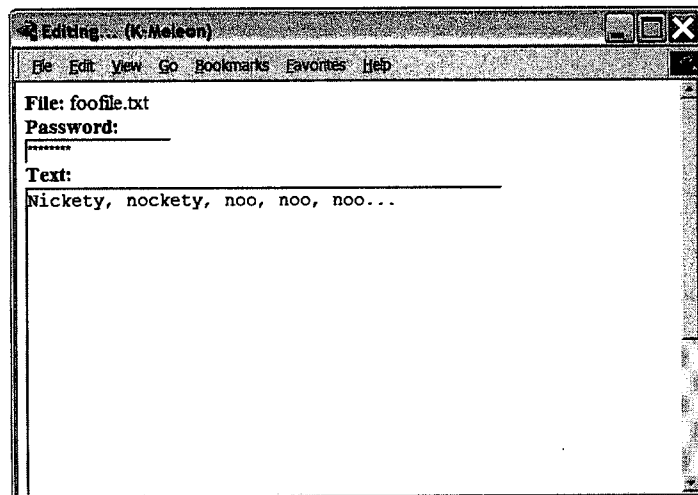 Editing... (K-Meleon)
File Edit View Go Bookmarks Favorites Help
File: foofile.txt
Password:
********
Text:
Nickety, nockety, noo, noo, noo...